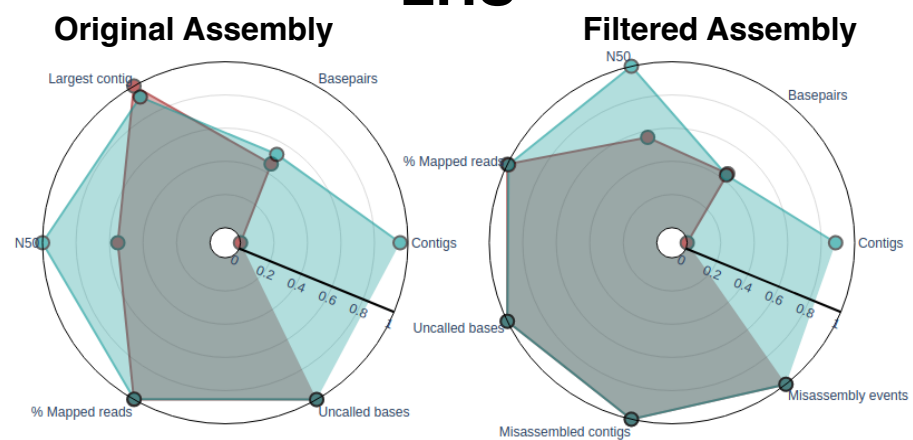 Original Assembly
Filtered Assembly
Largest contig
Basepairs
N50
Contigs
% Mapped reads
Uncalled bases
0
0.2
0.4
0.6
0.8
1
N50
Basepairs
% Mapped reads
Contigs
Uncalled bases
Misassembly events
Misassembled contigs
0
0.2
0.4
0.6
0.8
1